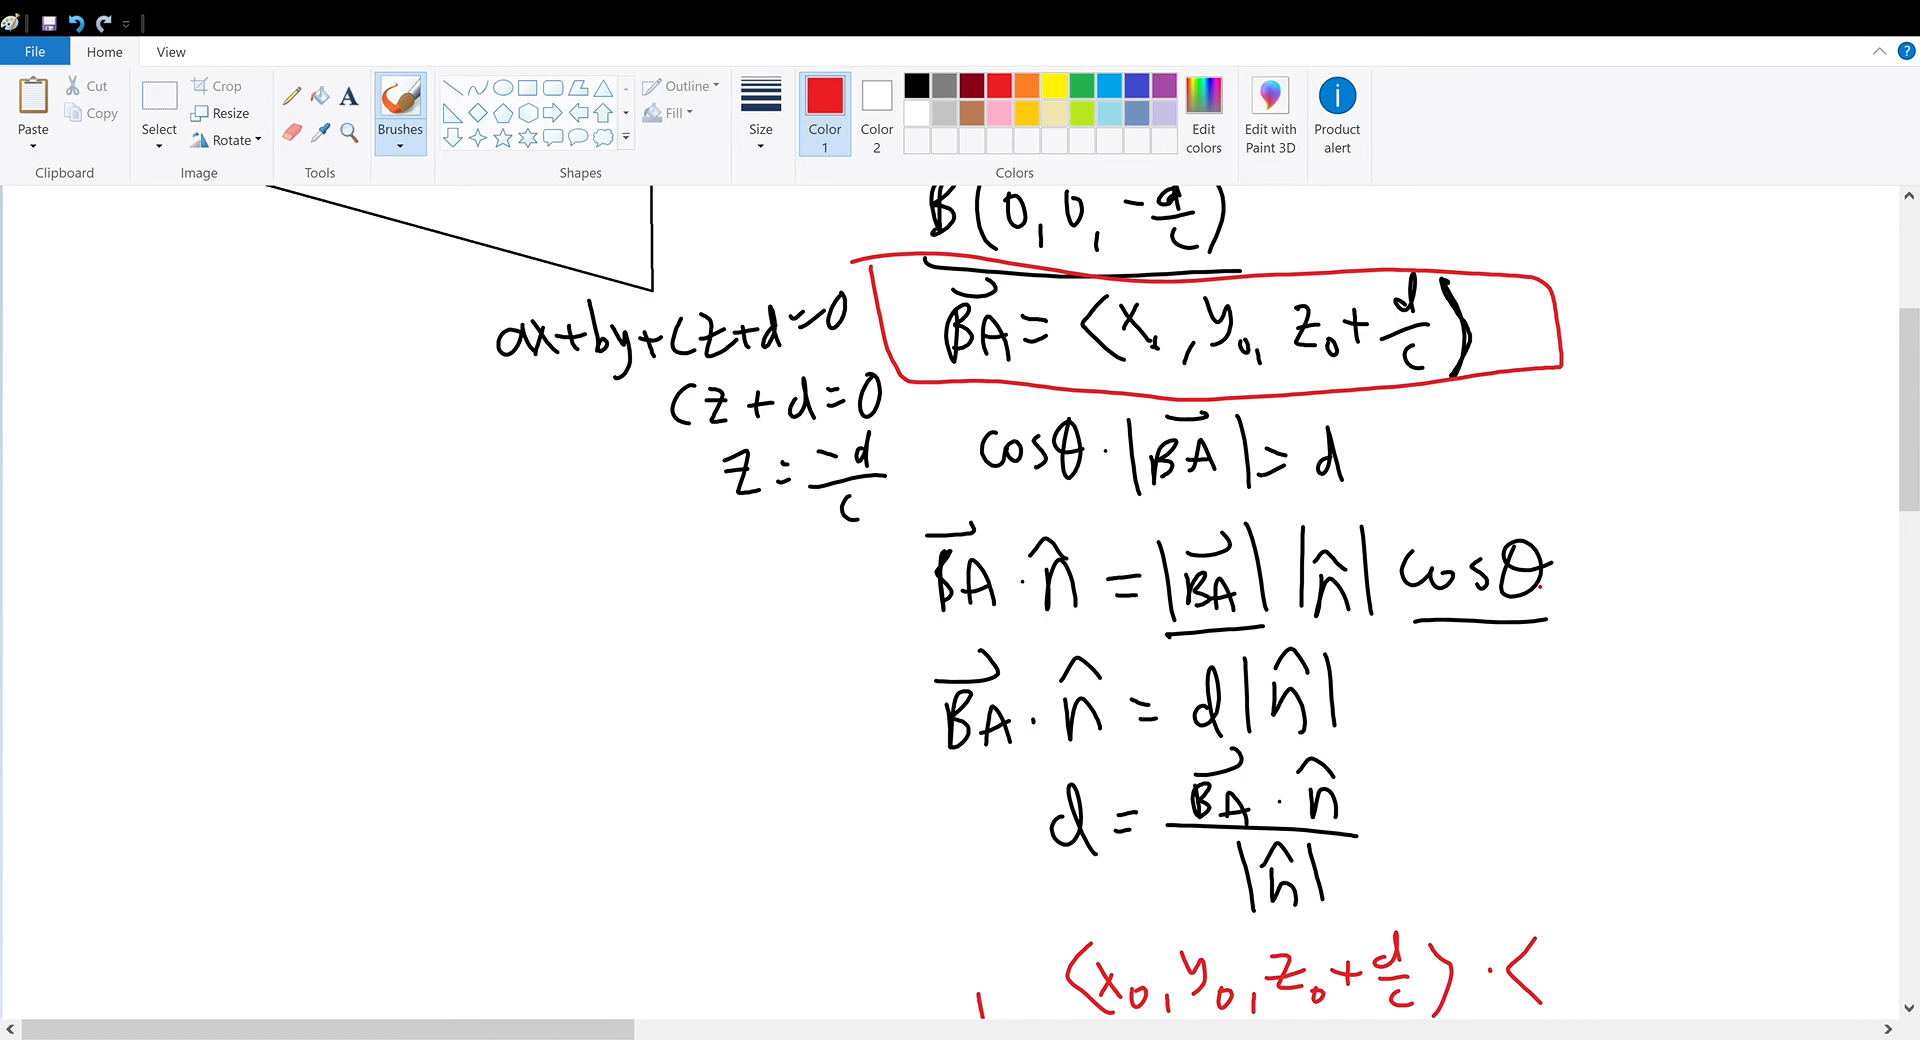 File Home View
Paste
Cut
Copy
Clipboard
Select
Crop
Resize
Rotate
Image
A
Tools
Brushes
Shapes
Outline
Fill
Size
Color 1
Color 2
Edit colors
Edit with Paint 3D
Product alert
Colors
B(0, 0, -d/c)
BA⃗ = ⟨x, y₀, z₀ + d/c⟩
ax+by+cz+d=0
cz+d=0
z = -d/c
cosθ · |BA⃗| = d
BA⃗ · n̂ = |BA⃗| |n̂| cosθ
BA⃗ · n̂ = d|n̂|
d = BA⃗ · n̂ / |n̂|
⟨x₀, y₀, z₀ + d/c⟩ · ⟨